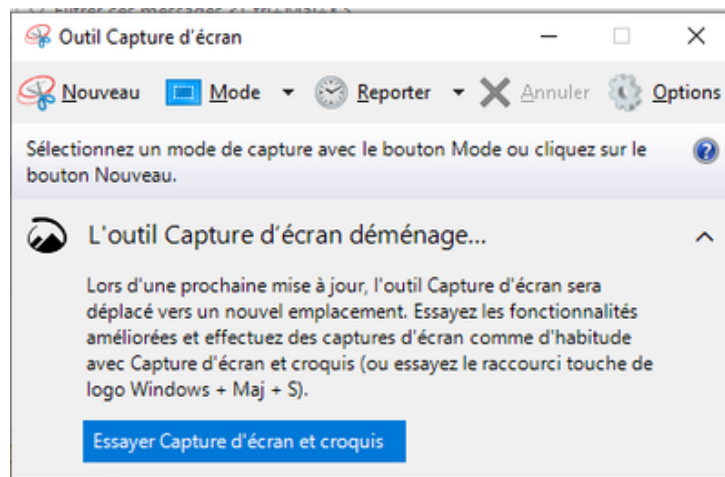 Filtrer ces messages
Outil Capture d'écran
Nouveau Mode Reporter Annuler Options
Sélectionnez un mode de capture avec le bouton Mode ou cliquez sur le
bouton Nouveau.
L'outil Capture d'écran déménage...
Lors d'une prochaine mise à jour, l'outil Capture d'écran sera
déplacé vers un nouvel emplacement. Essayez les fonctionnalités
améliorées et effectuez des captures d'écran comme d'habitude
avec Capture d'écran et croquis (ou essayez le raccourci touche de
logo Windows + Maj + S).
Essayer Capture d'écran et croquis